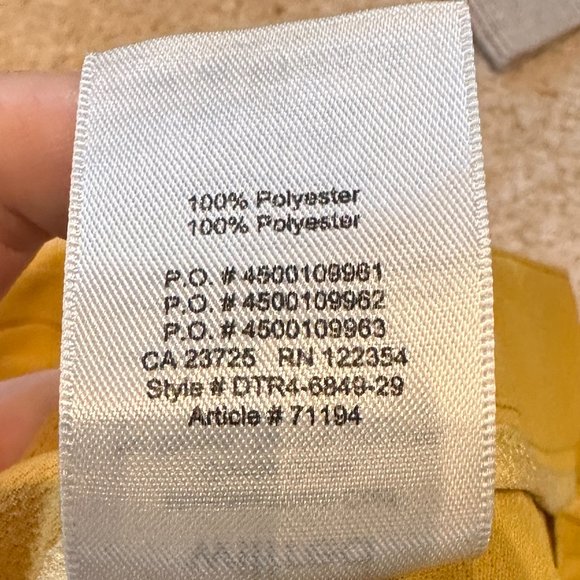 100% Polyester
100% Polyester
P.O. # 4500109961
P.O. # 4500109962
P.O. # 4500109963
CA 23725 RN 122354
Style # DTR4-6849-29
Article # 71194